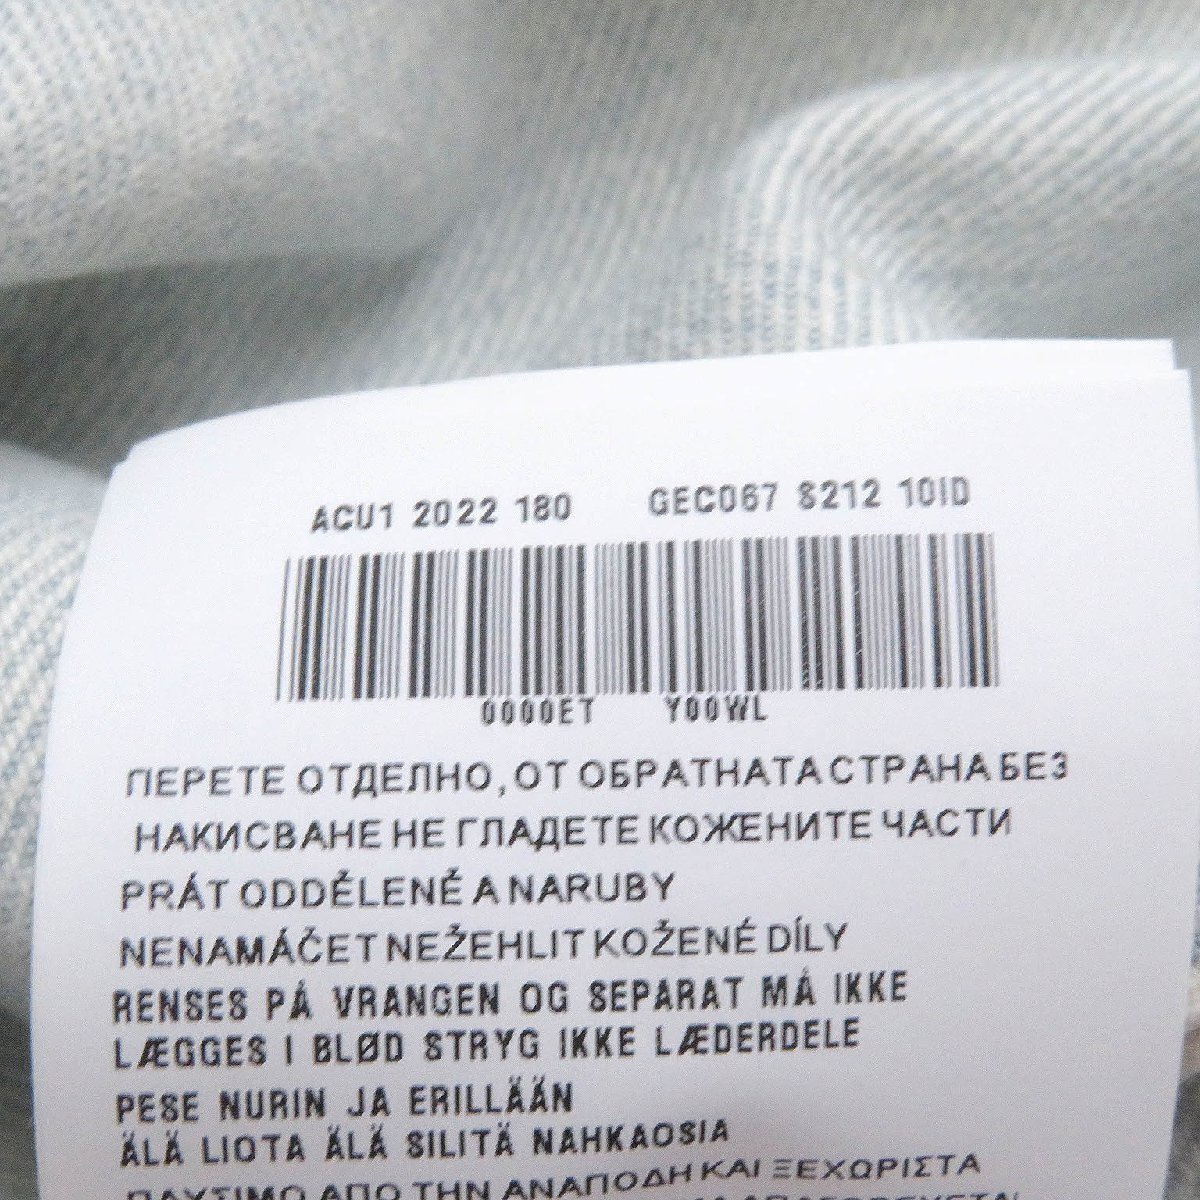 ACU1 2022 180 GEC067 S212 10ID
0000ET Y00WL
ПЕРЕТЕ ОТДЕЛНО, ОТ ОБРАТНАТА СТРАНА БЕЗ
НАКИСВАНЕ НЕ ГЛАДЕТЕ КОЖЕНИТЕ ЧАСТИ
PRÁT ODDĚLENĚ A NARUBY
NENAMÁČET NEŽEHLIT KOŽENÉ DÍLY
RENSES PÅ VRANGEN OG SEPARAT MÅ IKKE
LÆGGES I BLØD STRYG IKKE LÆDERDELE
PESE NURIN JA ERILLÄÄN
ÄLÄ LIOTA ÄLÄ SILITÄ NAHKAOSIA
ΠΛΥΣΙΜΟ ΑΠΟ ΤΗΝ ΑΝΑΠΟΔΗ ΚΑΙ ΞΕΧΩΡΙΣΤΑ